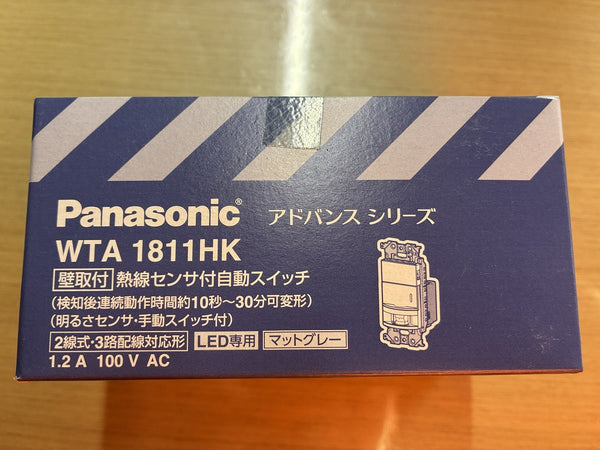 Panasonic® アドバンス シリーズ
WTA 1811HK
壁取付 熱線センサ付自動スイッチ
(検知後連続動作時間約10秒～30分可変形)
(明るさセンサ・手動スイッチ付)
2線式・3路配線対応形 LED専用 マットグレー
1.2 A 100 V AC